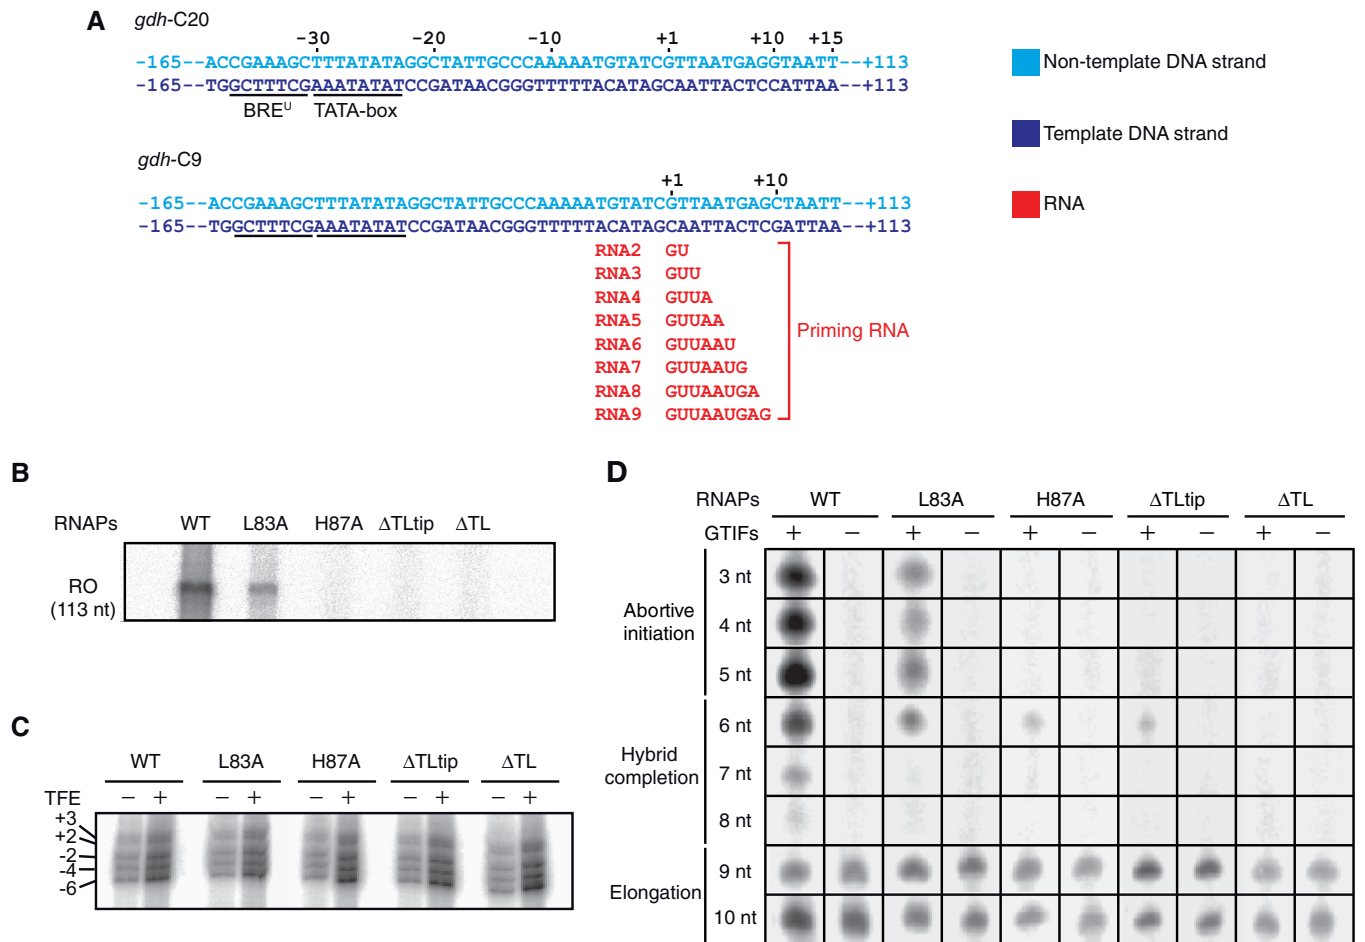 A
gdh-C20
-30 -20 -10 +1 +10 +15
-165--ACCGAAAGCTTTATATAGGCTATTGCCCAAAAATGTATCGTTAATGAGGTAATT--+113
-165--TGGCTTTCGAAATATATCCGATAACGGGTTTTTACATAGCAATTACTCCATTAA--+113
BREU TATA-box
Non-template DNA strand
Template DNA strand
RNA
gdh-C9
+1 +10
-165--ACCGAAAGCTTTATATAGGCTATTGCCCAAAAATGTATCGTTAATGAGCTAATT--+113
-165--TGGCTTTCGAAATATATCCGATAACGGGTTTTTACATAGCAATTACTCGATTAA--+113
RNA2 GU
RNA3 GUU
RNA4 GUUA
RNA5 GUUAA
RNA6 GUUAAU
RNA7 GUUAAUG
RNA8 GUUAAUGA
RNA9 GUUAAUGAG
Priming RNA
B
RNAPs WT L83A H87A ΔTLtip ΔTL
RO
(113 nt)
C
WT L83A H87A ΔTLtip ΔTL
TFE − + − + − + − + − +
+3
+2
-2
-4
-6
D
RNAPs WT L83A H87A ΔTLtip ΔTL
GTIFs + − + − + − + − + −
Abortive
initiation
3 nt
4 nt
5 nt
Hybrid
completion
6 nt
7 nt
8 nt
Elongation
9 nt
10 nt